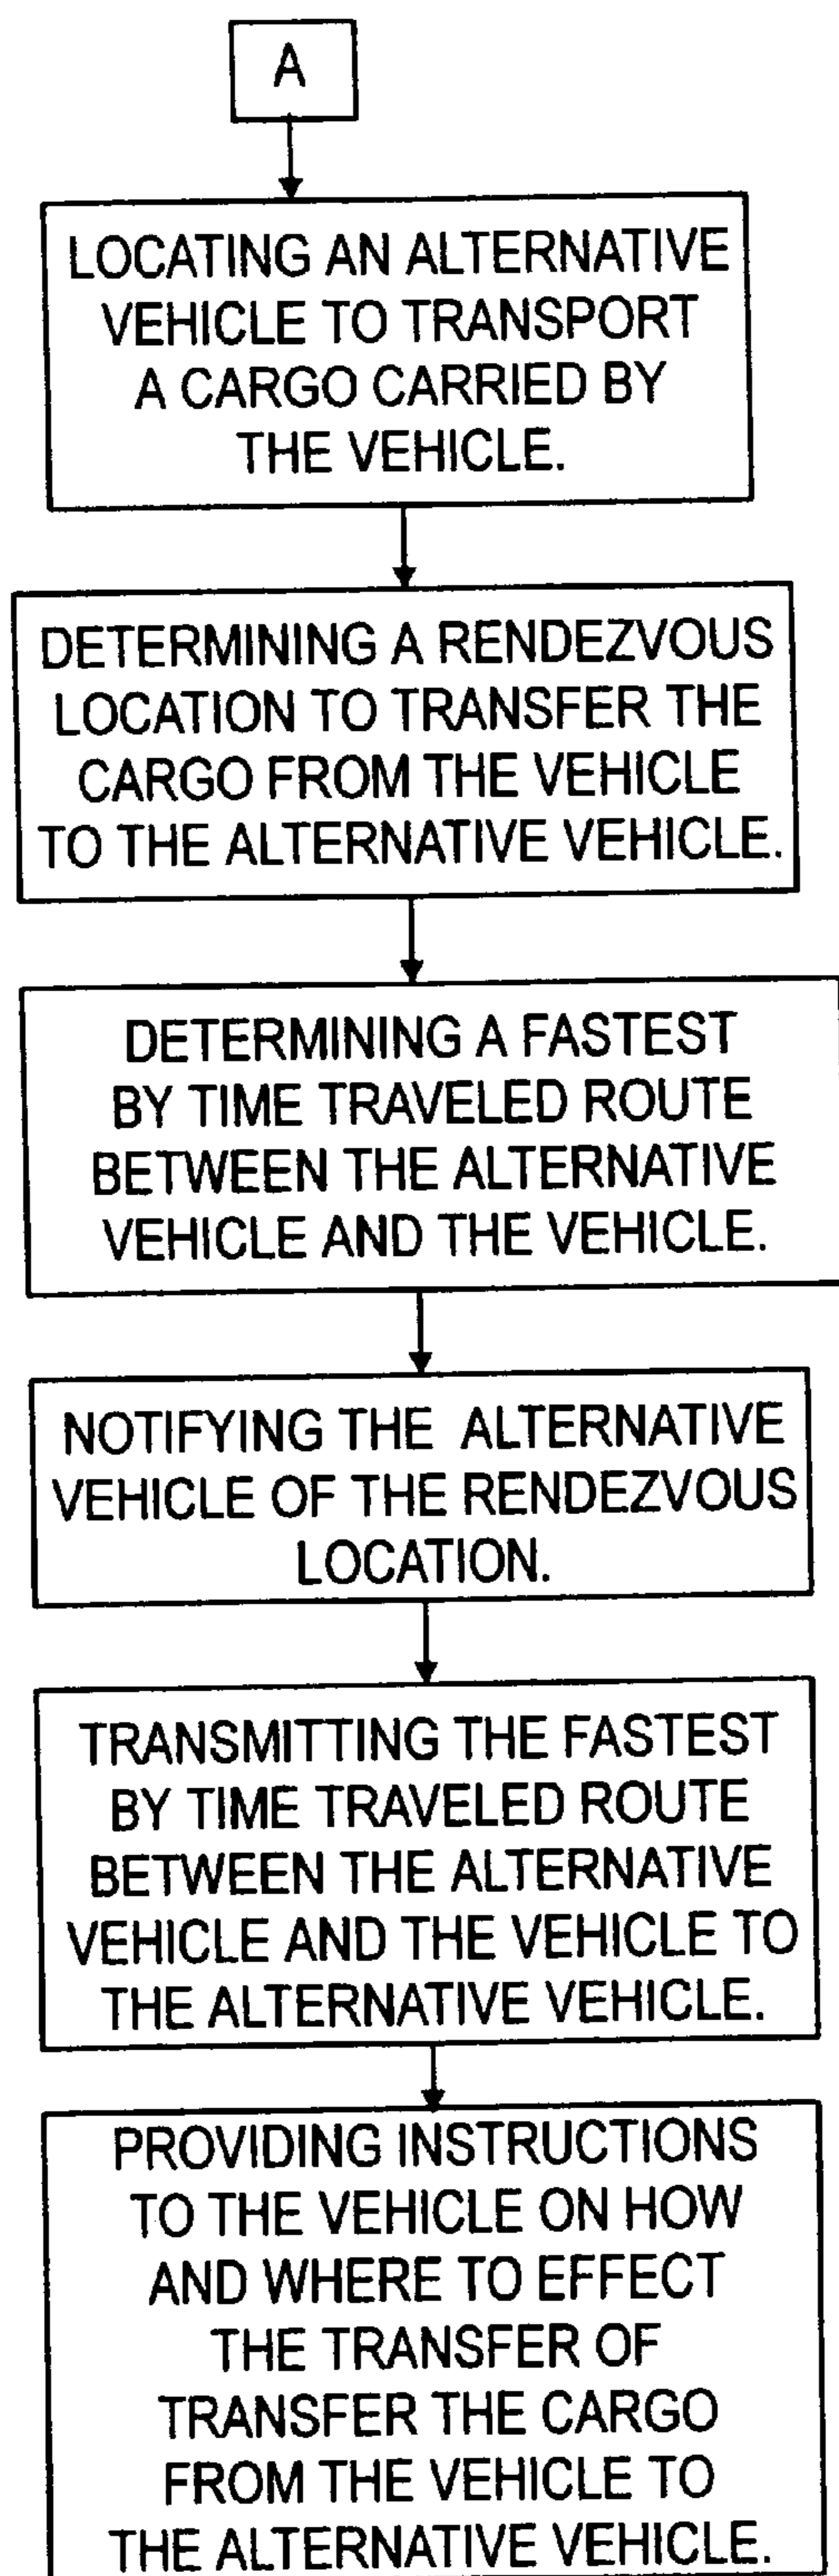 A
LOCATING AN ALTERNATIVE
VEHICLE TO TRANSPORT
A CARGO CARRIED BY
THE VEHICLE.
DETERMINING A RENDEZVOUS
LOCATION TO TRANSFER THE
CARGO FROM THE VEHICLE
TO THE ALTERNATIVE VEHICLE.
DETERMINING A FASTEST
BY TIME TRAVELED ROUTE
BETWEEN THE ALTERNATIVE
VEHICLE AND THE VEHICLE.
NOTIFYING THE ALTERNATIVE
VEHICLE OF THE RENDEZVOUS
LOCATION.
TRANSMITTING THE FASTEST
BY TIME TRAVELED ROUTE
BETWEEN THE ALTERNATIVE
VEHICLE AND THE VEHICLE TO
THE ALTERNATIVE VEHICLE.
PROVIDING INSTRUCTIONS
TO THE VEHICLE ON HOW
AND WHERE TO EFFECT
THE TRANSFER OF
TRANSFER THE CARGO
FROM THE VEHICLE TO
THE ALTERNATIVE VEHICLE.